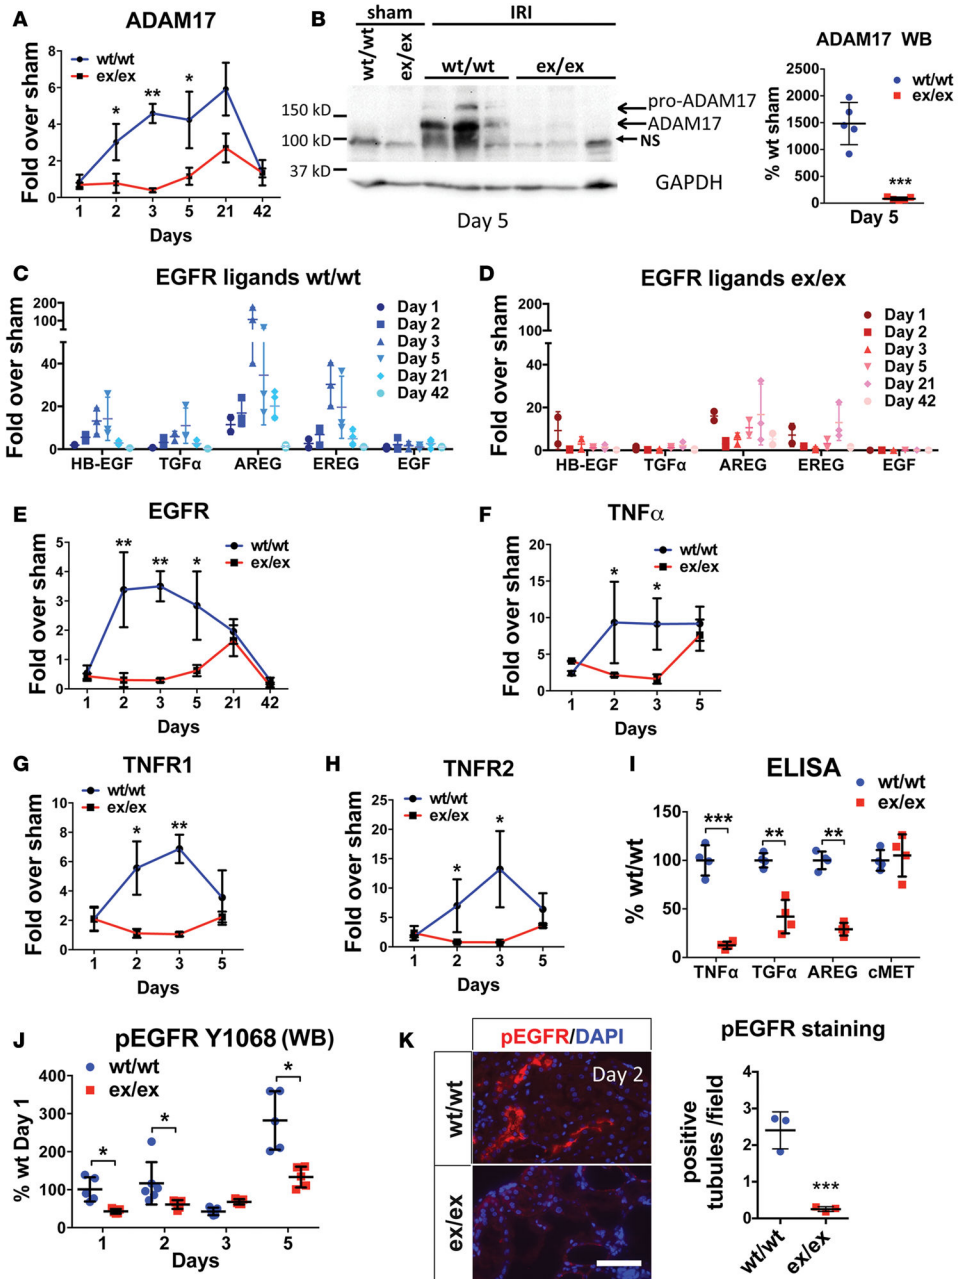 A
ADAM17
Fold over sham
8
6
4
2
0
wt/wt
ex/ex
*
**
*
1 2 3 5 21 42
Days
B
sham
IRI
wt/wt
ex/ex
wt/wt
ex/ex
150 kD
100 kD
37 kD
pro-ADAM17
ADAM17
NS
GAPDH
Day 5
ADAM17 WB
% wt sham
2500
2000
1500
1000
500
0
wt/wt
ex/ex
***
Day 5
C
EGFR ligands wt/wt
Fold over sham
200
100
40
20
0
Day 1
Day 2
Day 3
Day 5
Day 21
Day 42
HB-EGF TGFα AREG EREG EGF
D
EGFR ligands ex/ex
Fold over sham
200
100
40
20
0
Day 1
Day 2
Day 3
Day 5
Day 21
Day 42
HB-EGF TGFα AREG EREG EGF
E
EGFR
Fold over sham
5
4
3
2
1
0
**
**
*
wt/wt
ex/ex
1 2 3 5 21 42
Days
F
TNFα
Fold over sham
20
15
10
5
0
wt/wt
ex/ex
*
*
1 2 3 5
Days
G
TNFR1
Fold over sham
10
8
6
4
2
0
wt/wt
ex/ex
*
**
1 2 3 5
Days
H
TNFR2
Fold over sham
25
20
15
10
5
0
wt/wt
ex/ex
*
*
1 2 3 5
Days
I
ELISA
% wt/wt
150
100
50
0
wt/wt
ex/ex
***
**
**
TNFα TGFα AREG cMET
J
pEGFR Y1068 (WB)
% wt Day 1
400
300
200
100
0
wt/wt
ex/ex
*
*
*
1 2 3 5
Days
K
pEGFR/DAPI
Day 2
wt/wt
ex/ex
pEGFR staining
positive
tubules /field
4
3
2
1
0
***
wt/wt
ex/ex